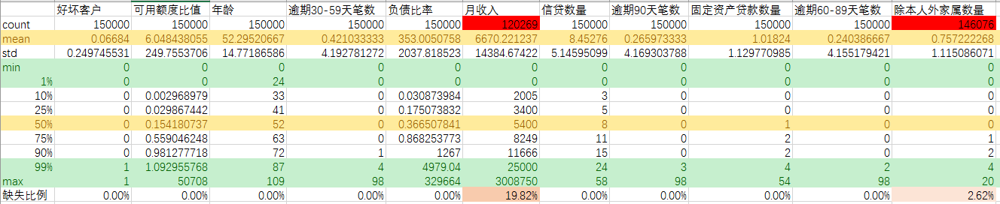 好坏客户 可用额度比值 年龄 逾期30-59天笔数 负债比率 月收入 信贷数量 逾期90天笔数 固定资产贷款数量 逾期60-89天笔数 除本人外家属数量
count 150000 150000 150000 150000 150000 120269 150000 150000 150000 150000 146076
mean 0.06684 6.048438055 52.29520667 0.421033333 353.0050758 6670.221237 8.45276 0.265973333 1.01824 0.240386667 0.757222268
std 0.249745531 249.7553706 14.77186586 4.192781272 2037.818523 14384.67422 5.14595099 4.169303788 1.129770985 4.155179421 1.115086071
min 0 0 0 0 0 0 0 0 0 0 0
1% 0 0 24 0 0 0 0 0 0 0 0
10% 0 0.002968979 33 0 0.030873984 2005 3 0 0 0 0
25% 0 0.029867442 41 0 0.175073832 3400 5 0 0 0 0
50% 0 0.154180737 52 0 0.366507841 5400 8 0 1 0 0
75% 0 0.559046248 63 0 0.868253773 8249 11 0 2 0 1
90% 0 0.981277718 72 1 1267 11666 15 0 2 0 2
99% 1 1.092955768 87 4 4979.04 25000 24 3 4 2 4
max 1 50708 109 98 329664 3008750 58 98 54 98 20
缺失比例 0.00% 0.00% 0.00% 0.00% 0.00% 19.82% 0.00% 0.00% 0.00% 0.00% 2.62%